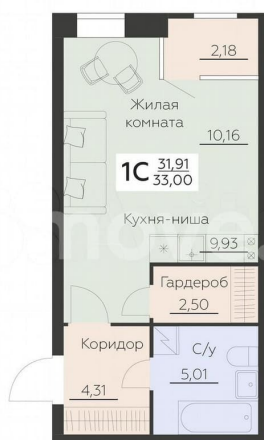 2.18
Жилая
комната
10,16
1С 31,91
33,00
Кухня-ниша
9,93
Гардероб
2,50
Коридор
С/у
4,31
5,01